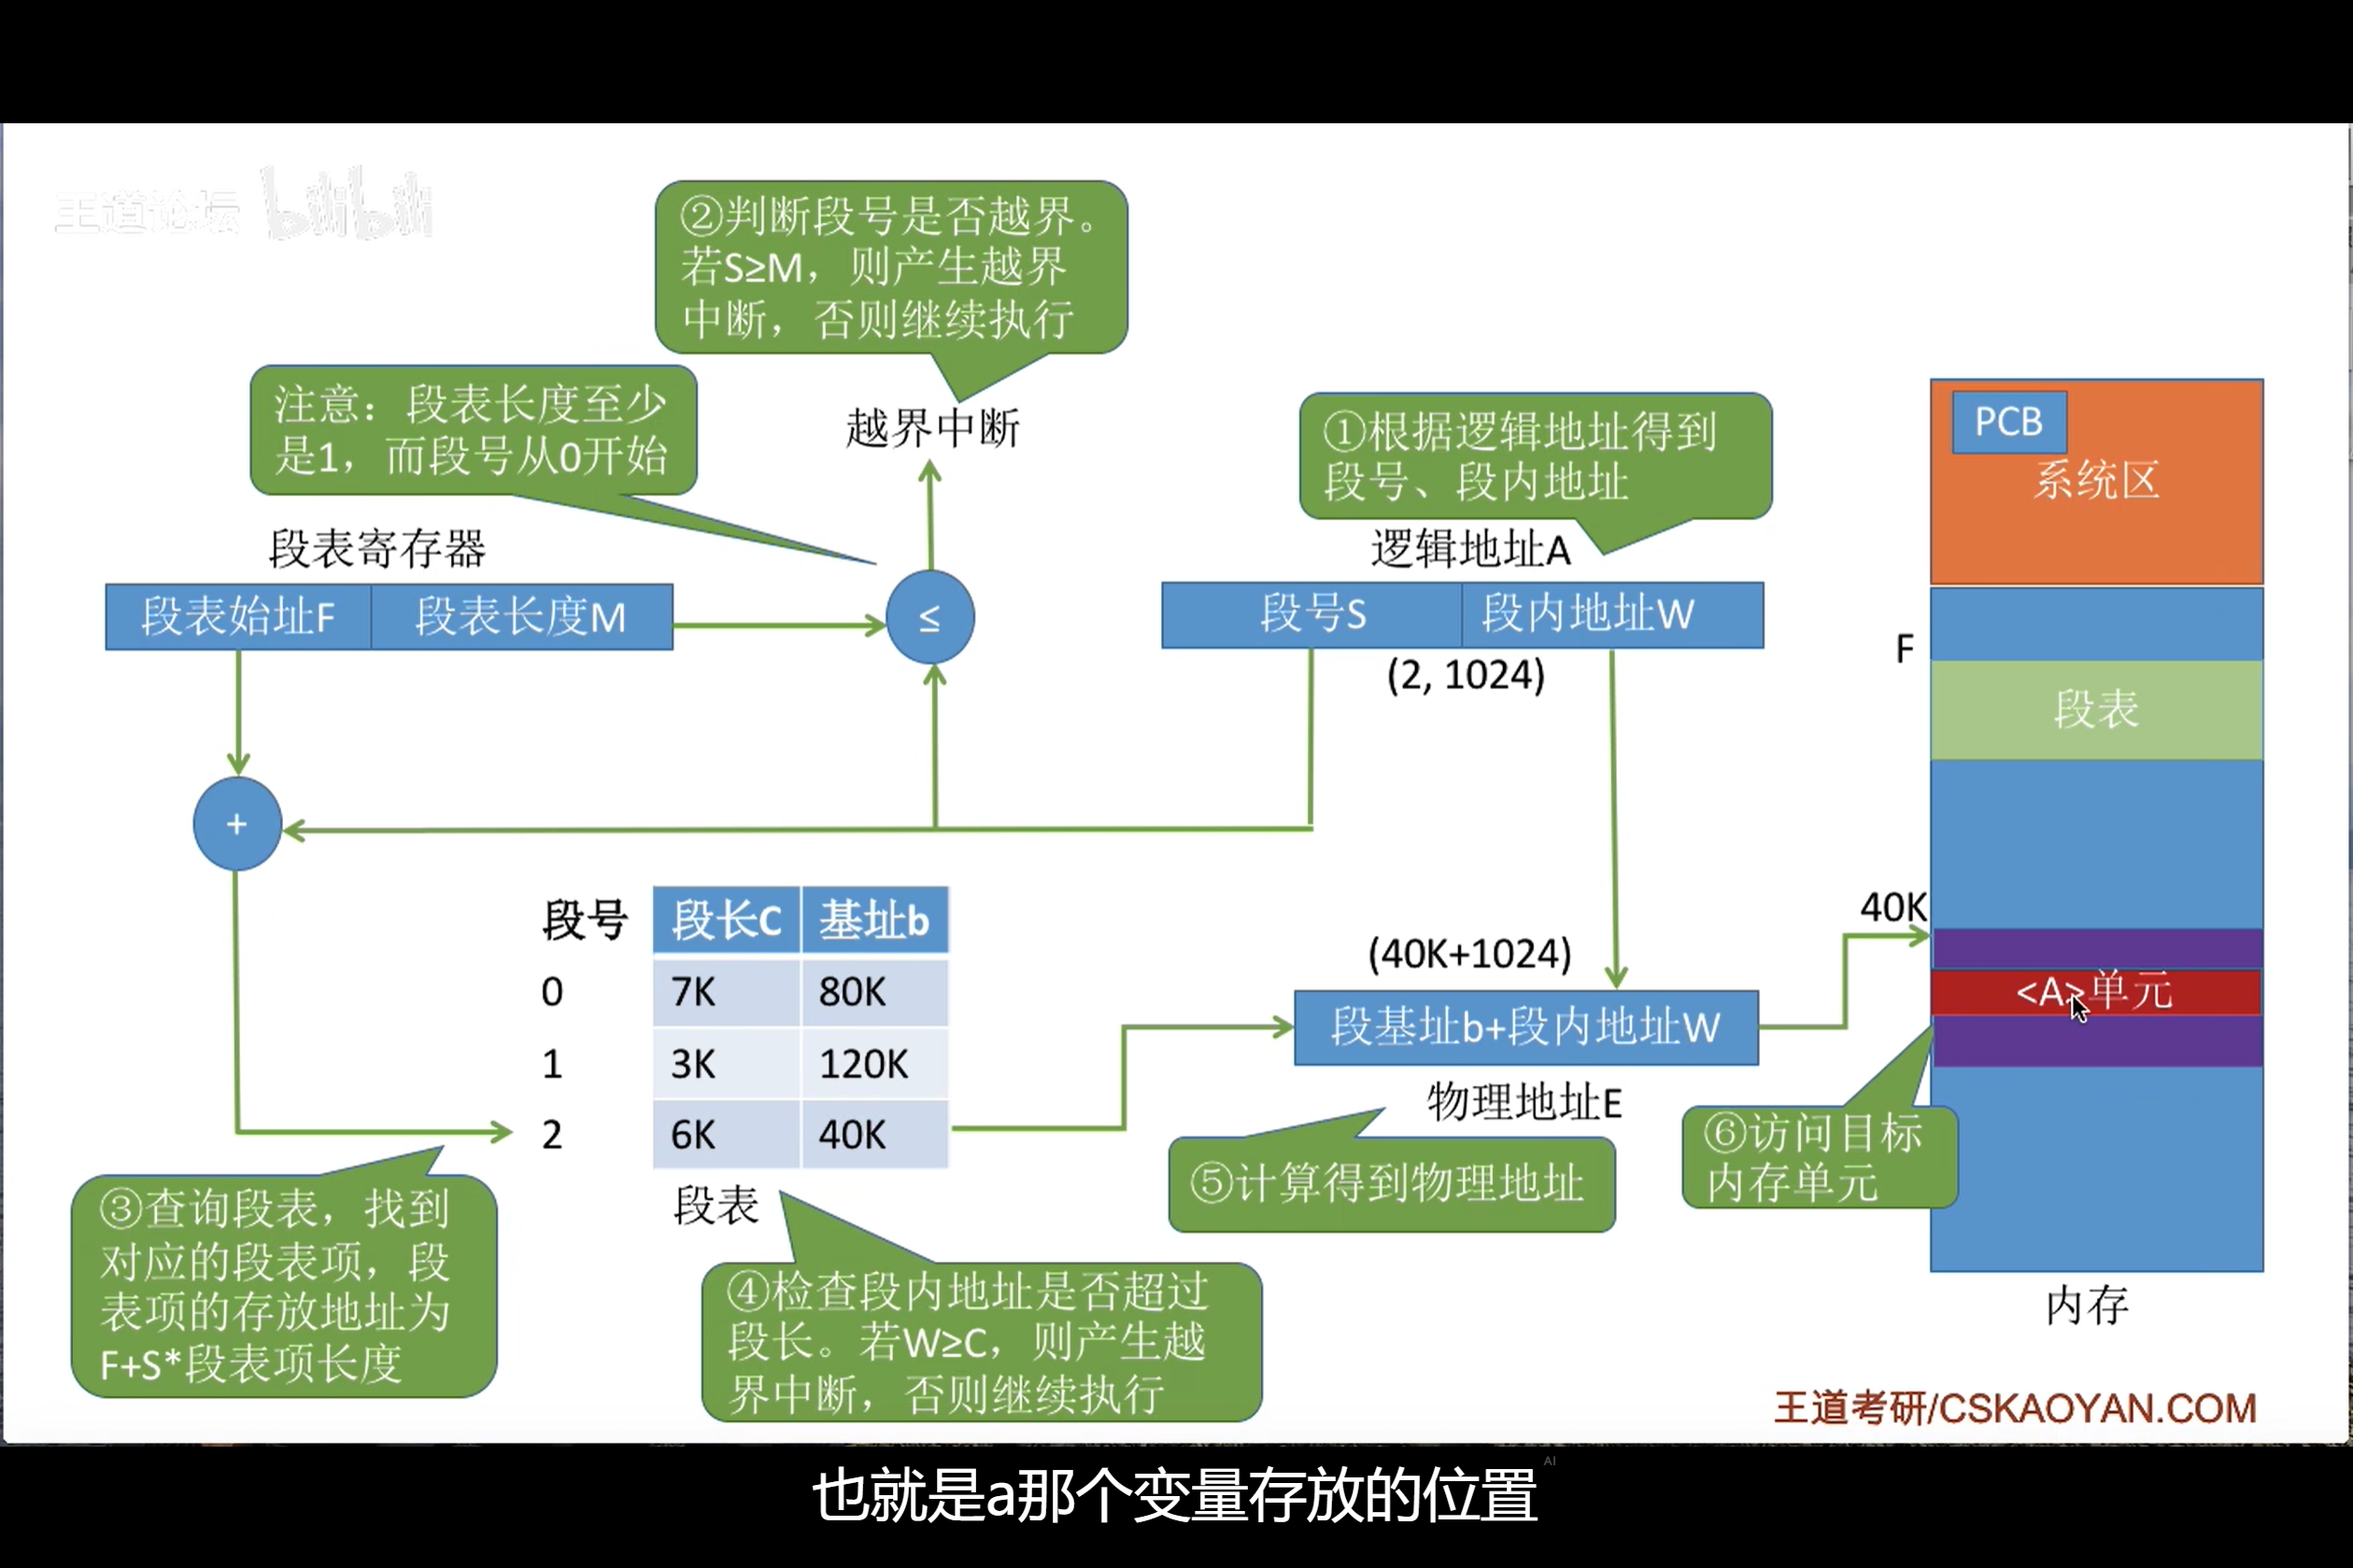 王道论坛 bilibili
②判断段号是否越界。
若S≥M，则产生越界
中断，否则继续执行
注意：段表长度至少
是1，而段号从0开始
越界中断
①根据逻辑地址得到
段号、段内地址
PCB
系统区
段表寄存器
逻辑地址A
段表始址F 段表长度M
≤
段号S 段内地址W
(2, 1024)
F
段表
+
段号 段长C 基址b
0 7K 80K
1 3K 120K
2 6K 40K
段表
40K
(40K+1024)
<A>单元
段基址b+段内地址W
物理地址E
③查询段表，找到
对应的段表项，段
表项的存放地址为
F+S*段表项长度
④检查段内地址是否超过
段长。若W≥C，则产生越
界中断，否则继续执行
⑤计算得到物理地址
⑥访问目标
内存单元
内存
王道考研/CSKAOYAN.COM
AI
也就是a那个变量存放的位置